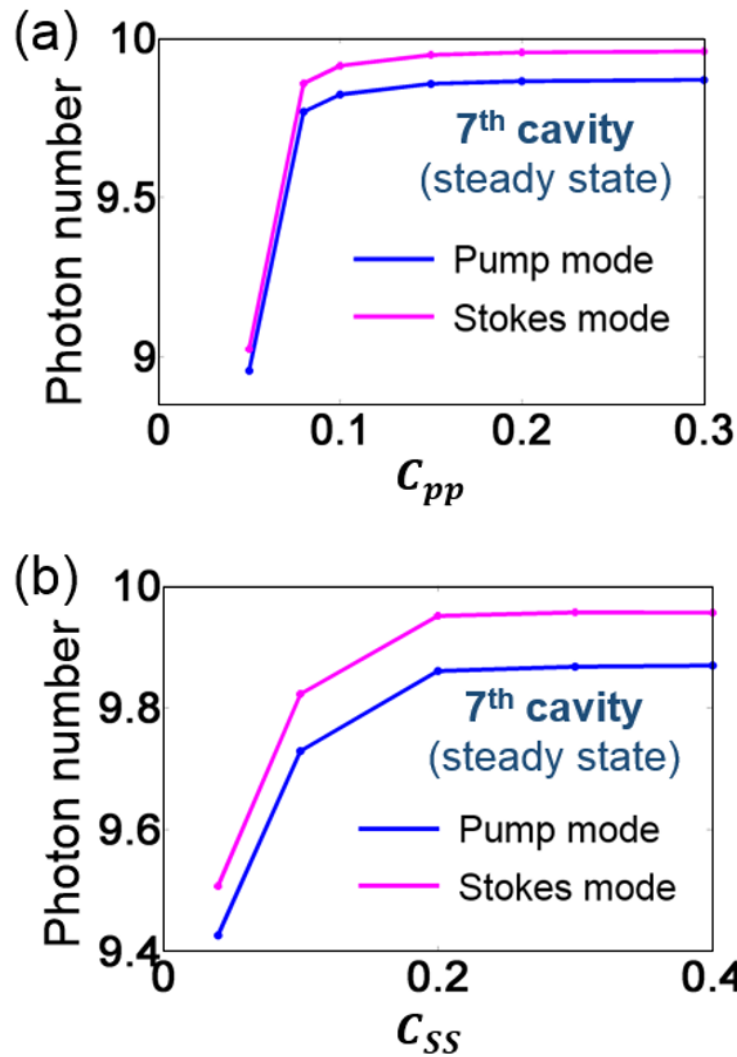 (a)
10
9.5
9
Photon number
7th cavity
(steady state)
Pump mode
Stokes mode
0 0.1 0.2 0.3
Cpp
(b)
10
9.8
9.6
9.4
Photon number
7th cavity
(steady state)
Pump mode
Stokes mode
0 0.2 0.4
CSS